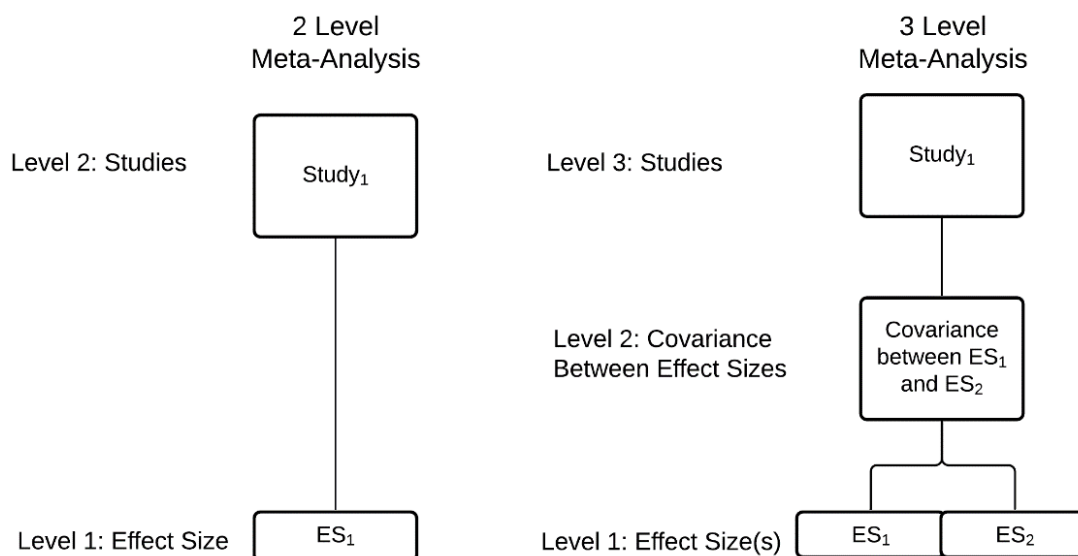 2 Level
Meta-Analysis
Level 2: Studies
Study₁
Level 1: Effect Size
ES₁
3 Level
Meta-Analysis
Level 3: Studies
Study₁
Level 2: Covariance
Between Effect Sizes
Covariance
between ES₁
and ES₂
Level 1: Effect Size(s)
ES₁
ES₂